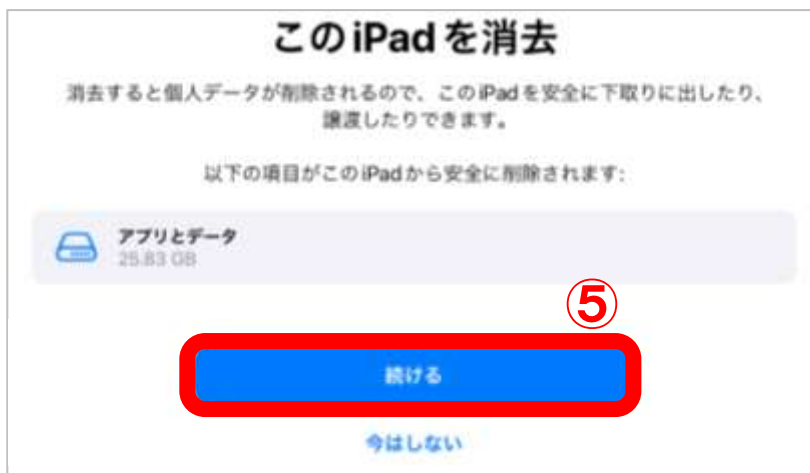 このiPadを消去
消去すると個人データが削除されるので、このiPadを安全に下取りに出したり、
譲渡したりできます。
以下の項目がこのiPadから安全に削除されます:
アプリとデータ
25.83 GB
⑤
続ける
今はしない